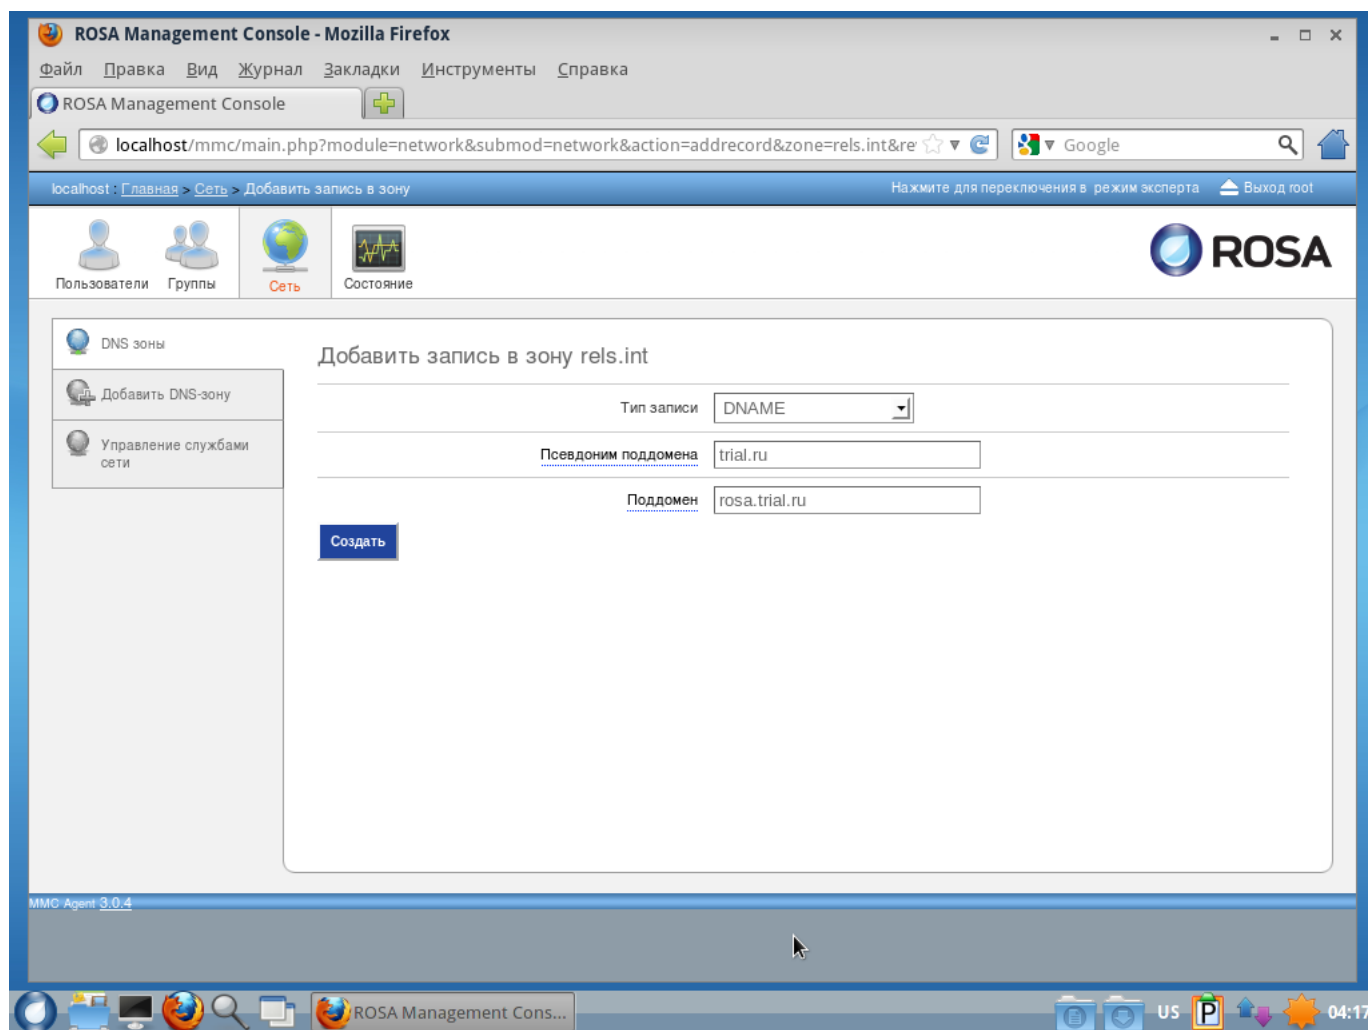 ROSA Management Console - Mozilla Firefox
Файл Правка Вид Журнал Закладки Инструменты Справка
ROSA Management Console
localhost/mmc/main.php?module=network&submod=network&action=addrecord&zone=rels.int&re
Google
localhost : Главная > Сеть > Добавить запись в зону
Нажмите для переключения в режим эксперта
Выход root
Пользователи Группы Сеть Состояние
ROSA
DNS зоны
Добавить DNS-зону
Управление службами
сети
Добавить запись в зону rels.int
Тип записи DNAME
Псевдоним поддомена trial.ru
Поддомен rosa.trial.ru
Создать
MMC Agent 3.0.4
ROSA Management Cons...
US
P
04:17